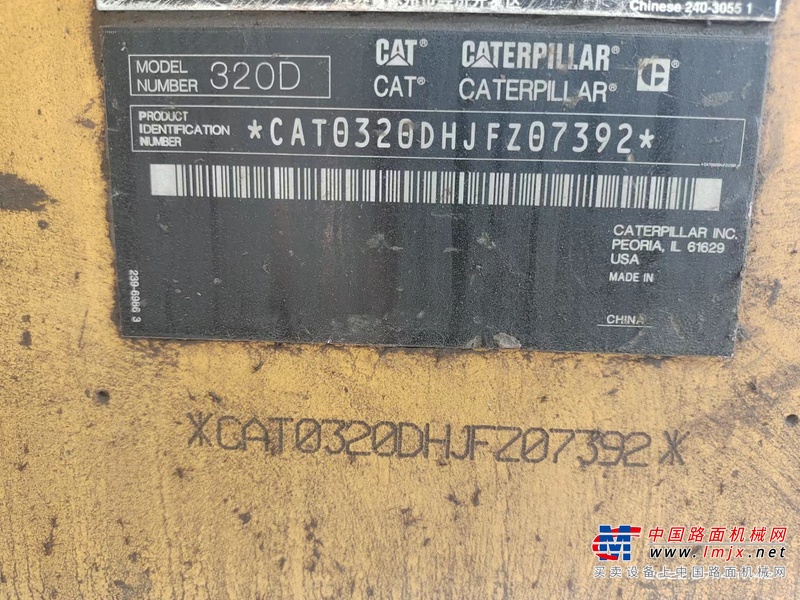 Chinese 240-3055 1
MODEL NUMBER 320D
CAT® CATERPILLAR®
CAT® CATERPILLAR®
PRODUCT IDENTIFICATION NUMBER *CAT0320DHJFZ07392*
CATERPILLAR INC.
PEORIA, IL 61629
USA
MADE IN
CHINA
239-6966 3
*CAT0320DHJFZ07392*
中国路面机械网
www.lmjx.net
买卖设备上中国路面机械网